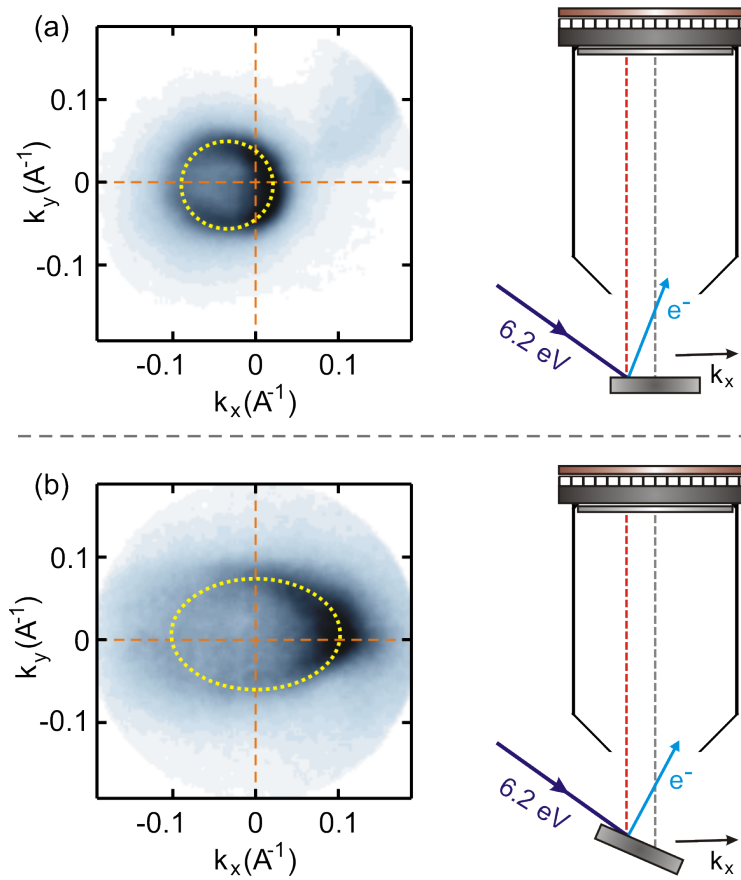 (a)
0.1
0
-0.1
k_y(A^-1)
-0.1 0 0.1
k_x(A^-1)
6.2 eV
e^-
k_x
(b)
0.1
0
-0.1
k_y(A^-1)
-0.1 0 0.1
k_x(A^-1)
6.2 eV
e^-
k_x